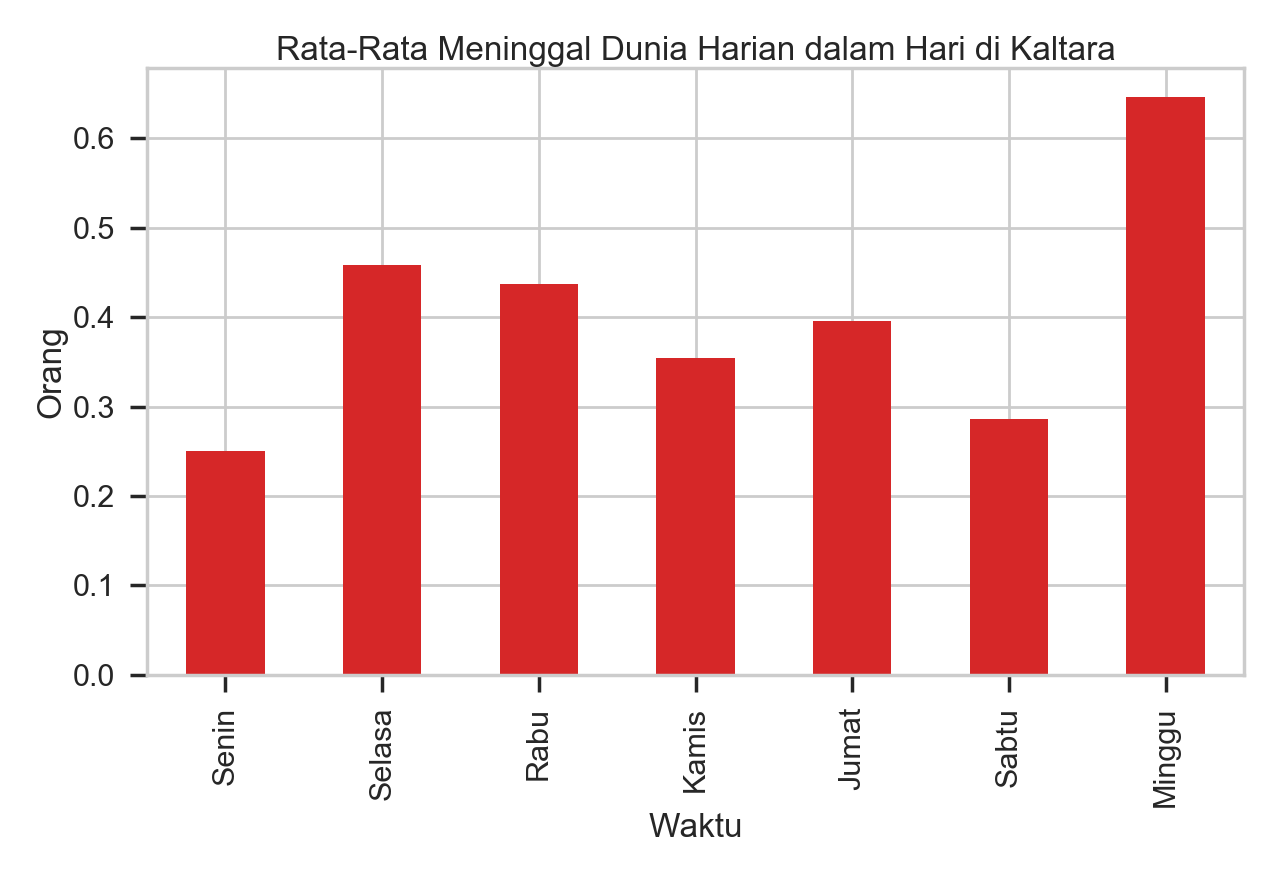 Rata-Rata Meninggal Dunia Harian dalam Hari di Kaltara
0.6
0.5
0.4
0.3
0.2
0.1
0.0
Orang
Senin
Selasa
Rabu
Kamis
Jumat
Sabtu
Minggu
Waktu